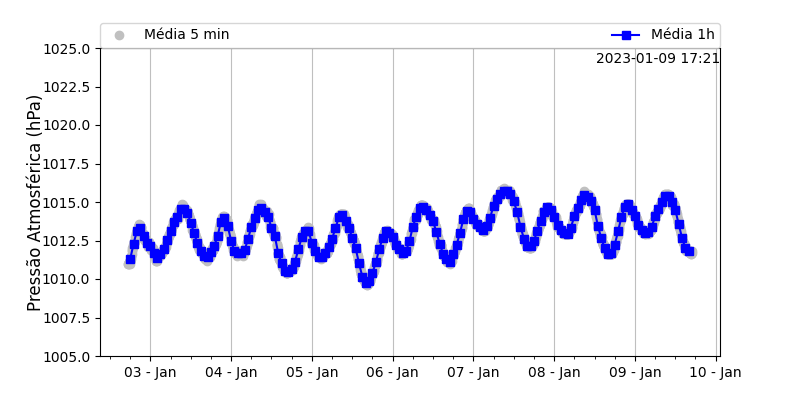 Média 5 min
Média 1h
2023-01-09 17:21
Pressão Atmosférica (hPa)
1025.0
1022.5
1020.0
1017.5
1015.0
1012.5
1010.0
1007.5
1005.0
03 - Jan
04 - Jan
05 - Jan
06 - Jan
07 - Jan
08 - Jan
09 - Jan
10 - Jan